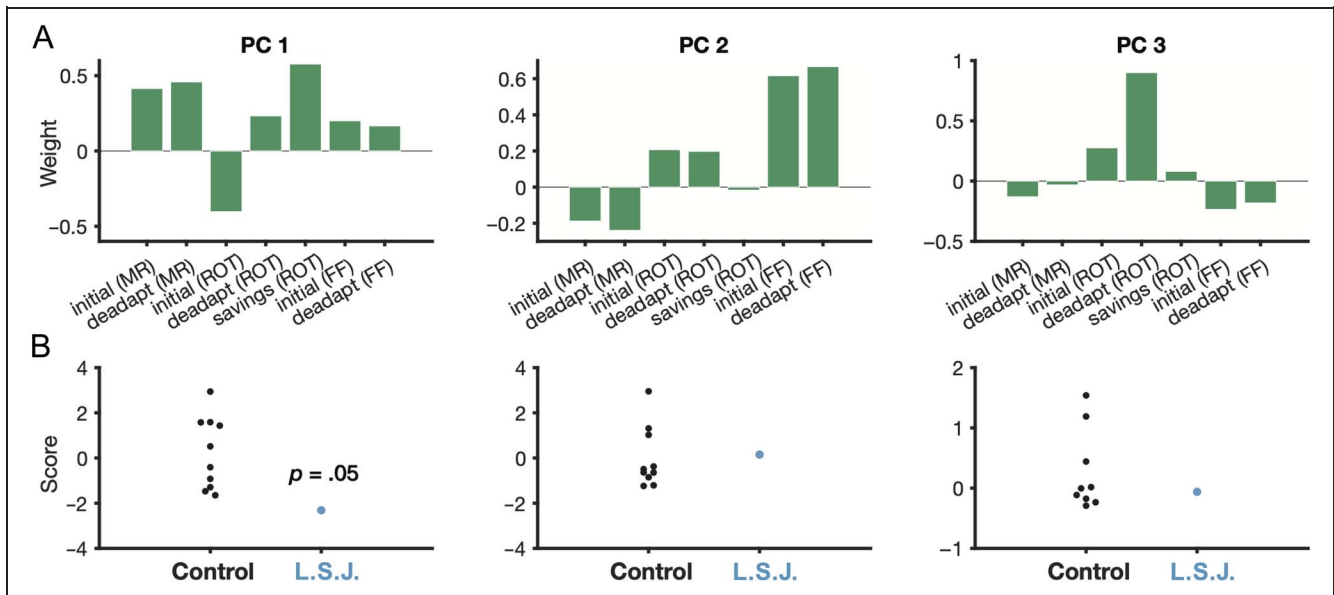 A
PC 1
PC 2
PC 3
Weight
0.5
0
−0.5
0.6
0.4
0.2
0
−0.2
1
0.5
0
−0.5
initial (MR)
deadapt (MR)
initial (ROT)
deadapt (ROT)
savings (ROT)
initial (FF)
deadapt (FF)
initial (MR)
deadapt (MR)
initial (ROT)
deadapt (ROT)
savings (ROT)
initial (FF)
deadapt (FF)
initial (MR)
deadapt (MR)
initial (ROT)
deadapt (ROT)
savings (ROT)
initial (FF)
deadapt (FF)
B
Score
4
2
0
−2
−4
p = .05
Control
L.S.J.
4
2
0
−2
−4
Control
L.S.J.
2
1
0
−1
Control
L.S.J.